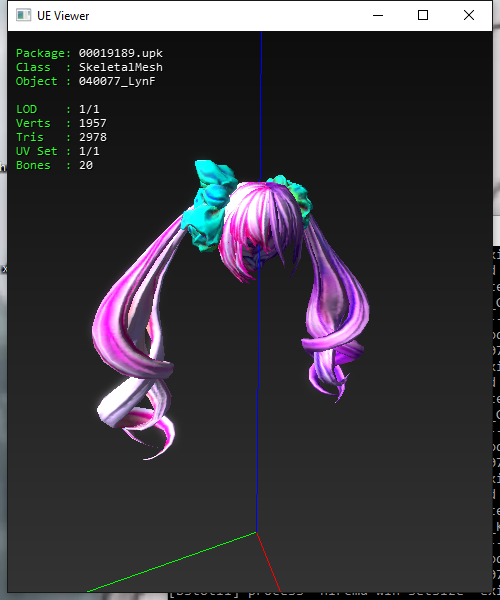 UE Viewer
Package: 00019189.upk
Class : SkeletalMesh
Object : 040077_LynF
LOD : 1/1
Verts : 1957
Tris : 2978
UV Set : 1/1
Bones : 20